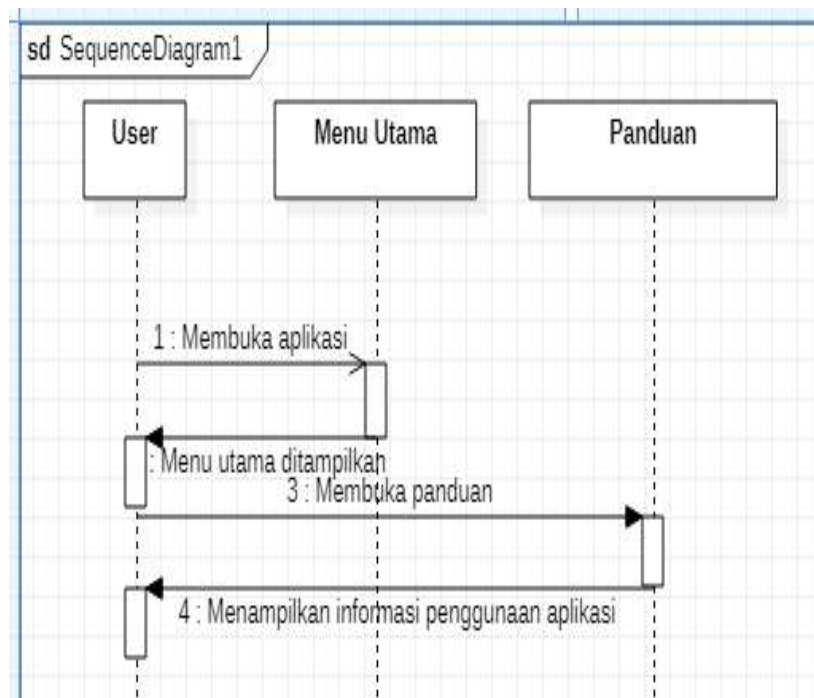 sd SequenceDiagram1
User
Menu Utama
Panduan
1 : Membuka aplikasi
: Menu utama ditampilkan
3 : Membuka panduan
4 : Menampilkan informasi penggunaan aplikasi